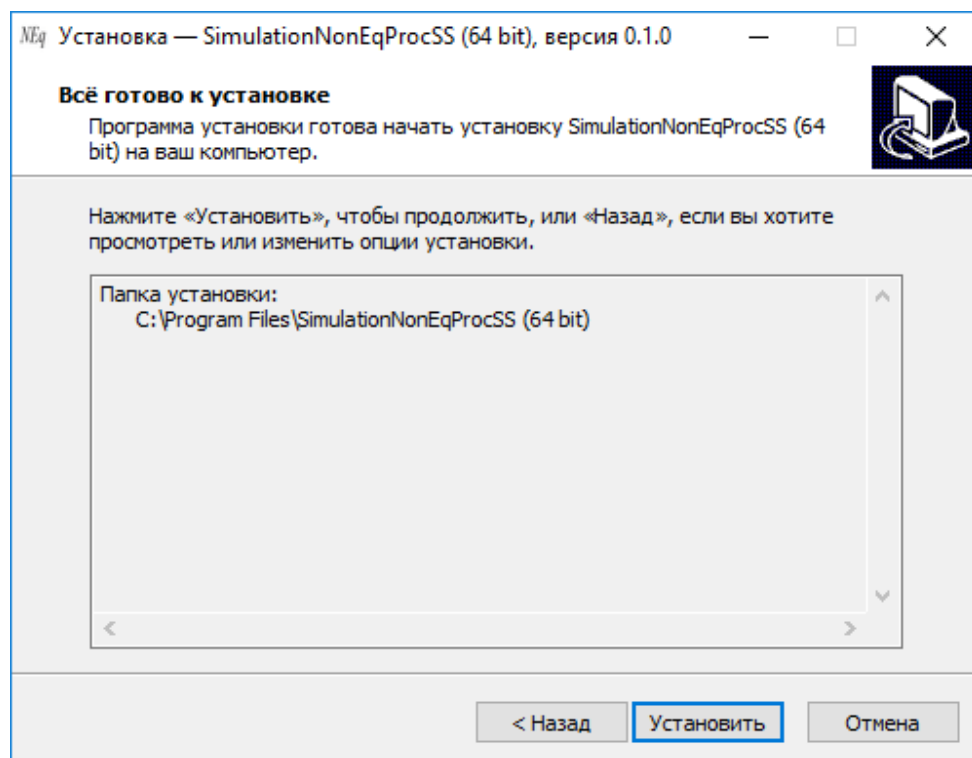 NEq Установка — SimulationNonEqProcSS (64 bit), версия 0.1.0
Всё готово к установке
Программа установки готова начать установку SimulationNonEqProcSS (64
bit) на ваш компьютер.
Нажмите «Установить», чтобы продолжить, или «Назад», если вы хотите
просмотреть или изменить опции установки.
Папка установки:
C:\Program Files\SimulationNonEqProcSS (64 bit)
< Назад Установить Отмена